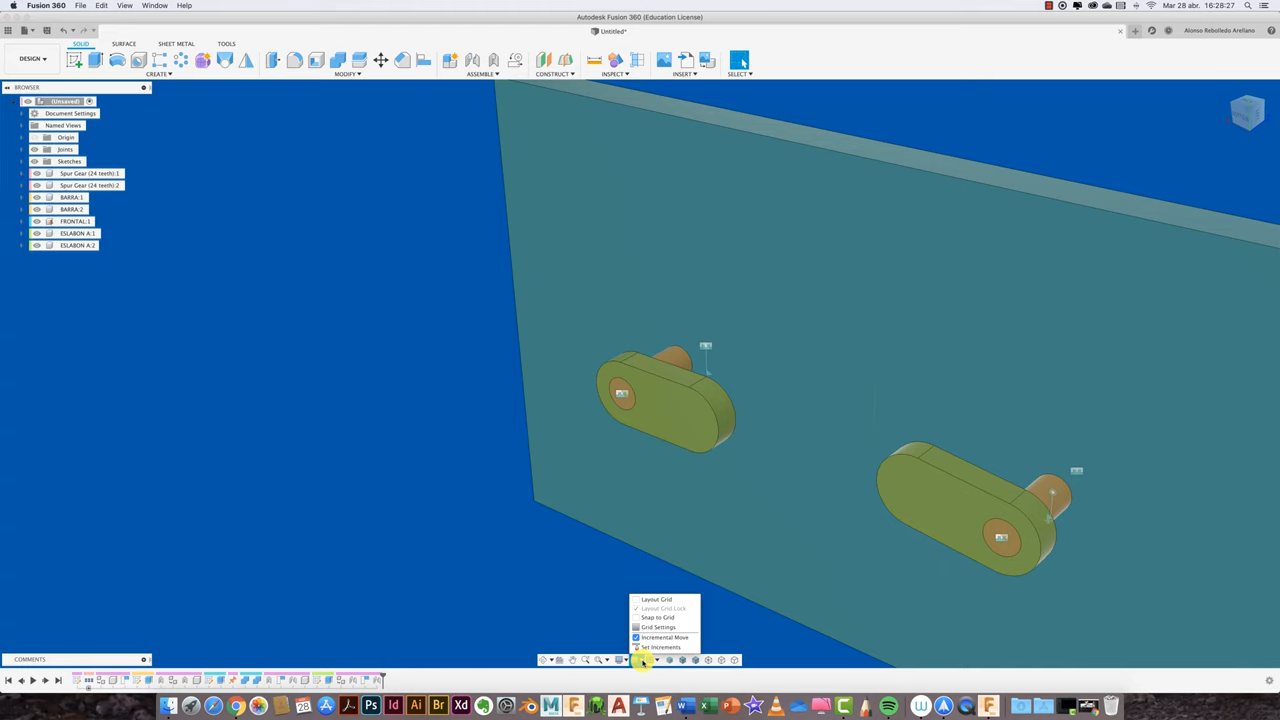 Fusion 360 File Edit View Window Help
Mar 28 abr. 16:28:27
Autodesk Fusion 360 (Education License)
Untitled*
Alonso Rebolledo Arellano
SOLID SURFACE SHEET METAL TOOLS
DESIGN
CREATE MODIFY ASSEMBLE CONSTRUCT INSPECT INSERT SELECT
BROWSER
(Unsaved)
Document Settings
Named Views
Origin
Joints
Sketches
Spur Gear (24 teeth):1
Spur Gear (24 teeth):2
BARRA:1
BARRA:2
FRONTAL:1
ESLABON A:1
ESLABON A:2
Layout Grid
Layout Grid Lock
Snap to Grid
Grid Settings
Incremental Move
Set Increments
COMMENTS